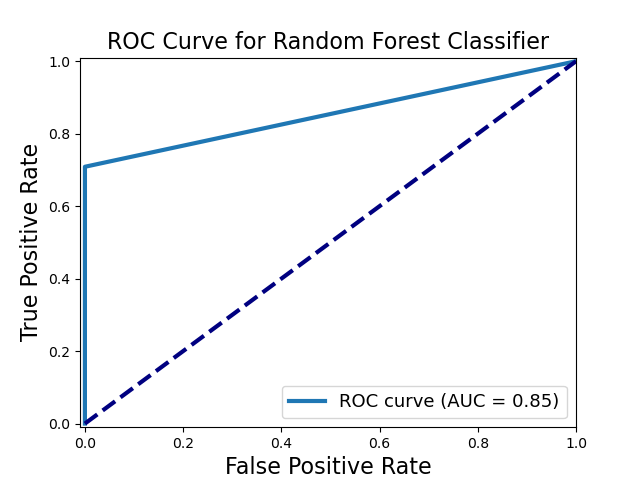 ROC Curve for Random Forest Classifier
1.0
0.8
0.6
0.4
0.2
0.0
True Positive Rate
ROC curve (AUC = 0.85)
0.0 0.2 0.4 0.6 0.8 1.0
False Positive Rate